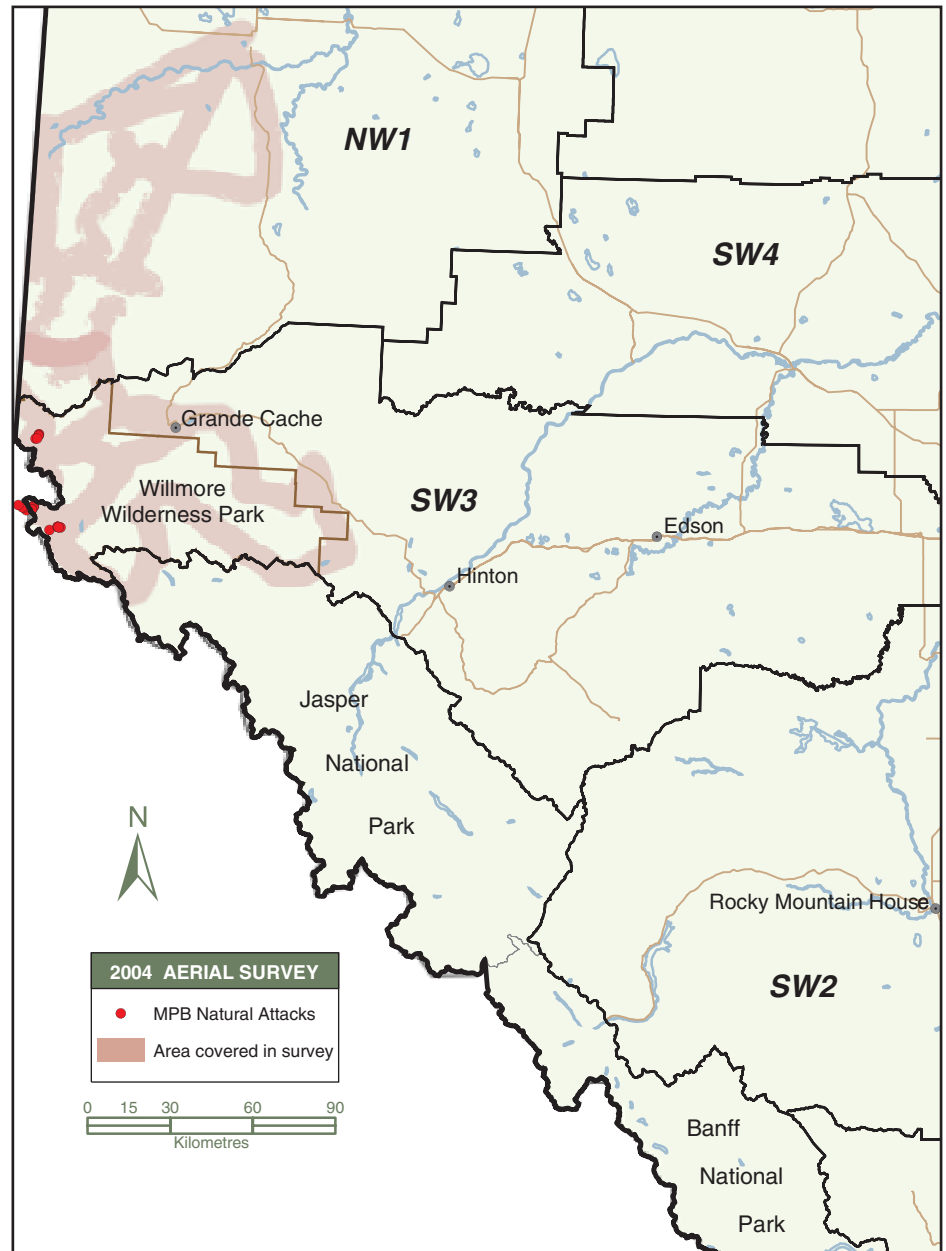 NW1
SW4
Grande Cache
Willmore
Wilderness Park
SW3
Edson
Hinton
Jasper
National
Park
N
Rocky Mountain House
2004 AERIAL SURVEY
MPB Natural Attacks
Area covered in survey
SW2
0 15 30 60 90
Kilometres
Banff
National
Park